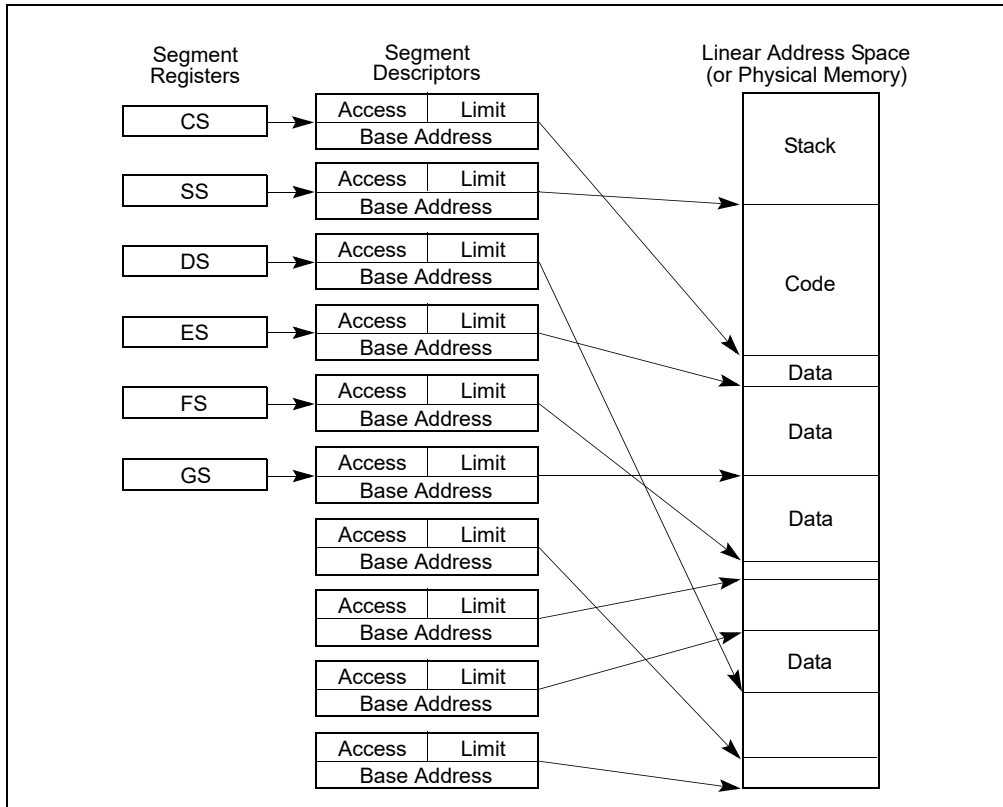 Segment
Registers
Segment
Descriptors
Linear Address Space
(or Physical Memory)
CS
Access Limit
Base Address
Stack
SS
Access Limit
Base Address
DS
Access Limit
Base Address
Code
ES
Access Limit
Base Address
Data
FS
Access Limit
Base Address
Data
GS
Access Limit
Base Address
Data
Access Limit
Base Address
Access Limit
Base Address
Access Limit
Base Address
Data
Access Limit
Base Address